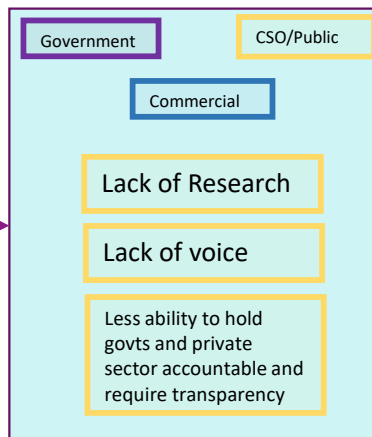 Government
CSO/Public
Commercial
Lack of Research
Lack of voice
Less ability to hold
govts and private
sector accountable and
require transparency